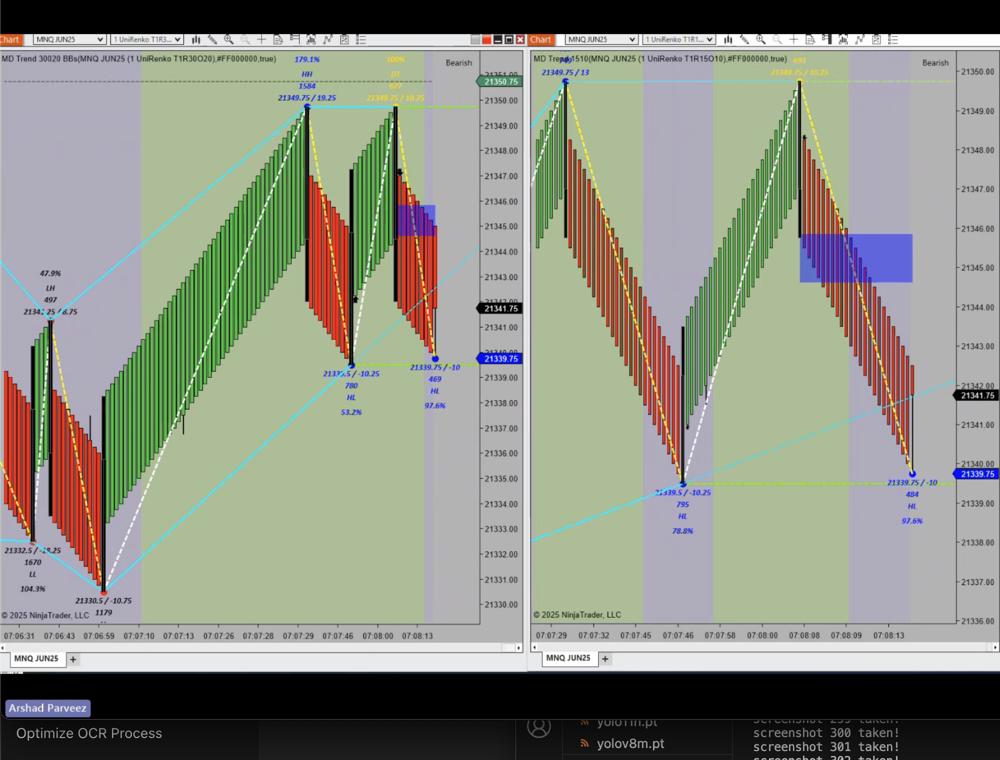 Chart MNQ JUN25 1 UniRenko T1R3...
MD Trend 30020 BBs(MNQ JUN25 (1 UniRenko T1R30O20),#FF000000,true)
Bearish
179.1%
HH
1584
21349.75 / 19.25
100%
DT
677
21349.75 / 10.25
47.9%
LH
497
21332.5 / -18.25
1670
LL
104.3%
21330.5 / -10.75
1179
21339.5 / -10.25
780
HL
53.2%
21339.75 / -10
469
HL
97.6%
21350.75
21350.00
21349.00
21348.00
21347.00
21346.00
21345.00
21344.00
21343.00
21341.75
21341.00
21339.75
21339.00
21338.00
21337.00
21336.00
21335.00
21334.00
21333.00
21332.00
21331.00
21330.00
© 2025 NinjaTrader, LLC
07:06:31 07:06:43 07:06:59 07:07:10 07:07:13 07:07:26 07:07:28 07:07:29 07:07:46 07:08:00 07:08:13
MNQ JUN25 +
Chart MNQ JUN25 1 UniRenko T1R1...
MD Trend 1510(MNQ JUN25 (1 UniRenko T1R15O10),#FF000000,true)
Bearish
21349.75 / 13
21349.75 / 10.25
21339.5 / -10.25
795
HL
78.8%
21339.75 / -10
484
HL
97.6%
21350.00
21349.00
21348.00
21347.00
21346.00
21345.00
21344.00
21343.00
21341.75
21341.00
21340.00
21339.75
21338.00
21337.00
21336.00
© 2025 NinjaTrader, LLC
07:07:29 07:07:32 07:07:45 07:07:46 07:07:58 07:08:00 07:08:08 07:08:09 07:08:13
MNQ JUN25 +
Arshad Parveez
Optimize OCR Process
yolo11n.pt
yolov8m.pt
screenshot 299 taken!
screenshot 300 taken!
screenshot 301 taken!
screenshot 302 taken!